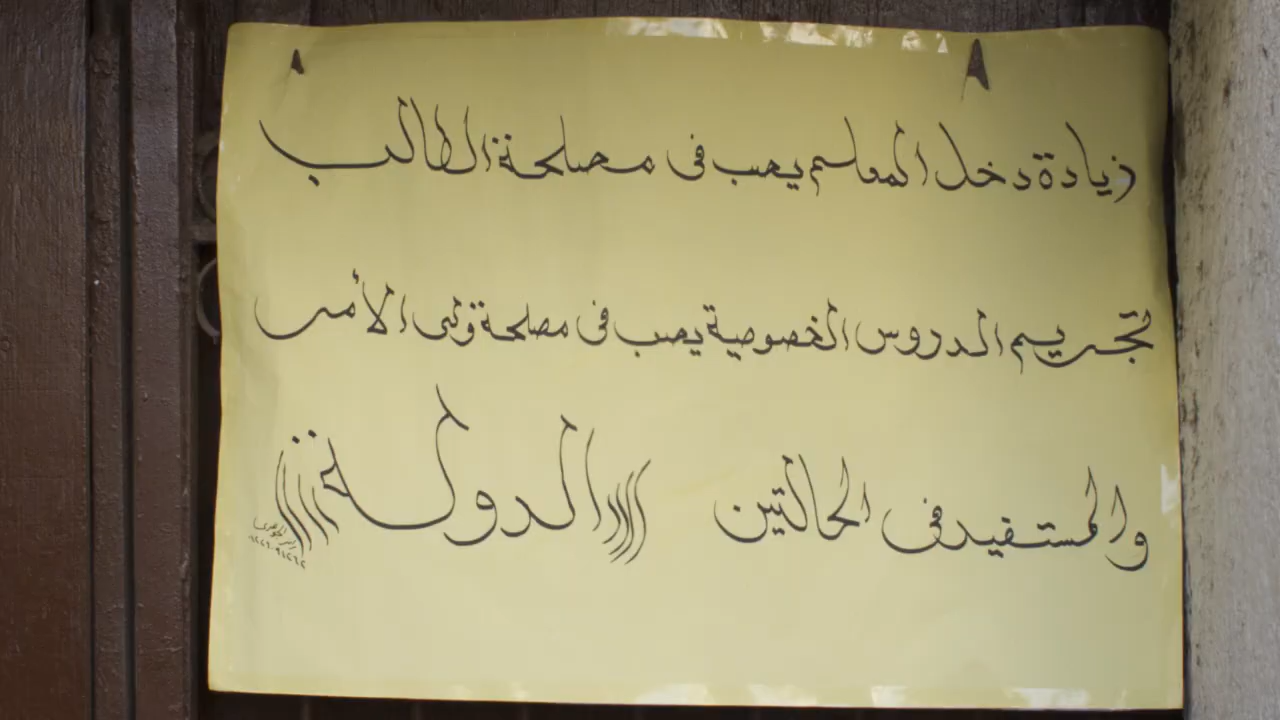 زيادة دخل المعلم يصب فى مصلحة الطالب
تجريم الدروس الخصوصية يصب فى مصلحة ولى الأمر
والمستفيد فى الحالتين (((( الدولة ))))